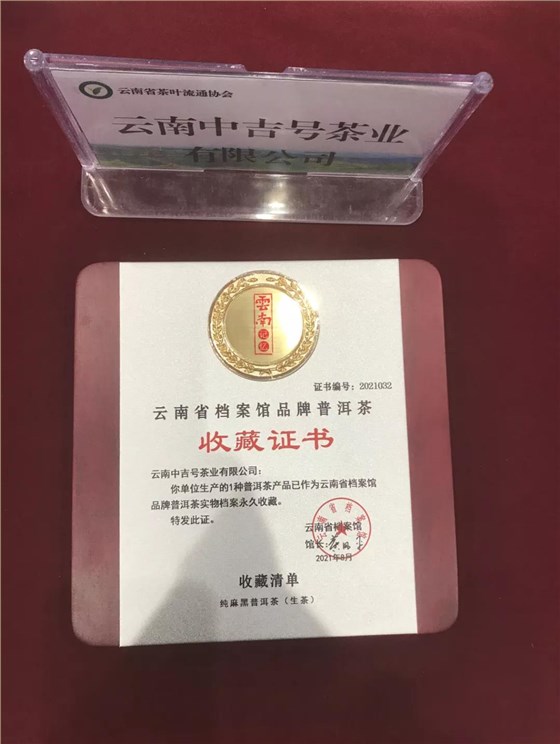 云南省茶叶流通协会
云南中吉号茶业
有限公司
雲南
记忆
证书编号：2021032
云南省档案馆品牌普洱茶
收藏证书
云南中吉号茶业有限公司：
你单位生产的1种普洱茶产品已作为云南省档案馆
品牌普洱茶实物档案永久收藏。
特发此证。
云南省档案馆
馆长：
2021年8月
收藏清单
纯麻黑普洱茶（生茶）